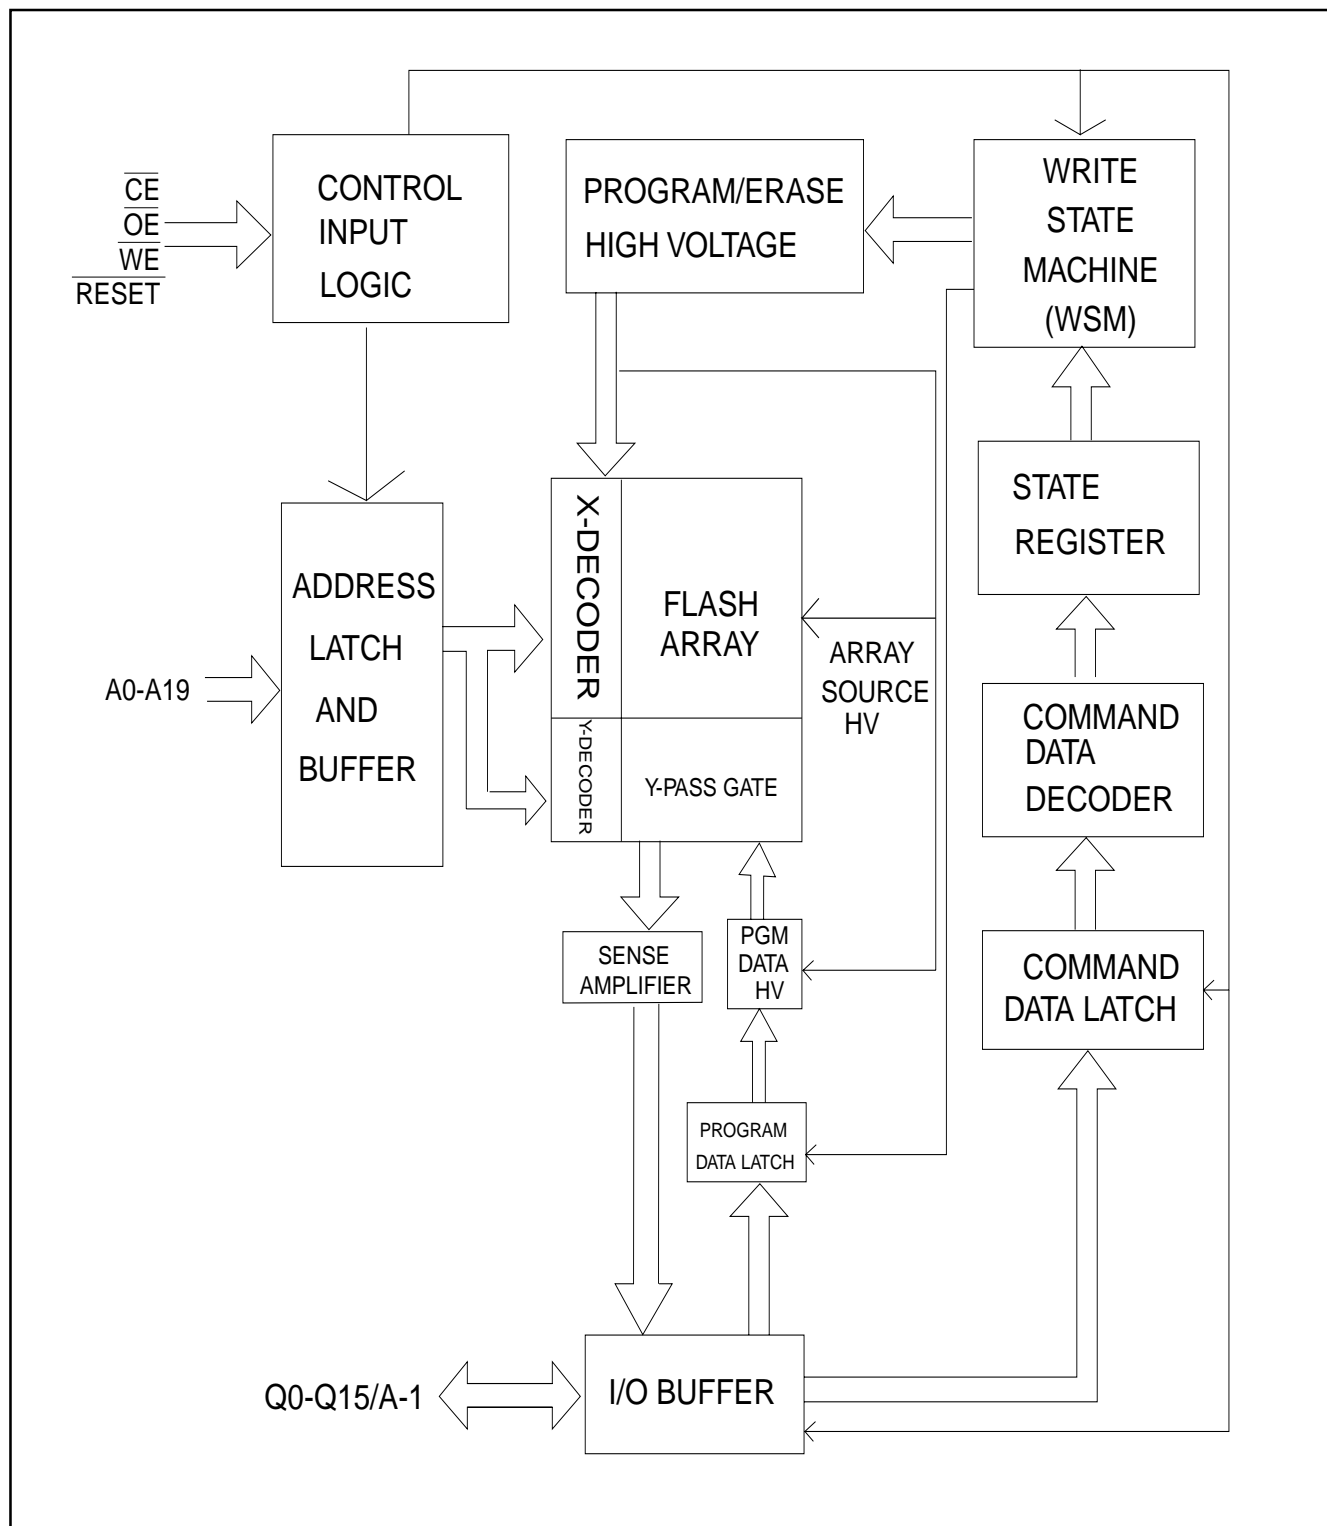 CE
OE
WE
RESET
CONTROL
INPUT
LOGIC
PROGRAM/ERASE
HIGH VOLTAGE
WRITE
STATE
MACHINE
(WSM)
STATE
REGISTER
ADDRESS
LATCH
AND
BUFFER
A0-A19
X-DECODER
FLASH
ARRAY
ARRAY
SOURCE
HV
Y-DECODER
Y-PASS GATE
COMMAND
DATA
DECODER
SENSE
AMPLIFIER
PGM
DATA
HV
COMMAND
DATA LATCH
PROGRAM
DATA LATCH
Q0-Q15/A-1
I/O BUFFER